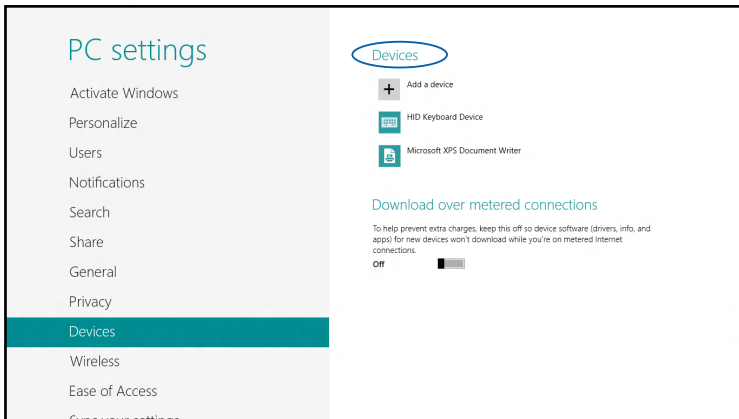 PC settings
Activate Windows
Personalize
Users
Notifications
Search
Share
General
Privacy
Devices
Wireless
Ease of Access
Sync your settings
Devices
Add a device
HID Keyboard Device
Microsoft XPS Document Writer
Download over metered connections
To help prevent extra charges, keep this off so device software (drivers, info, and
apps) for new devices won't download while you're on metered Internet
connections.
Off